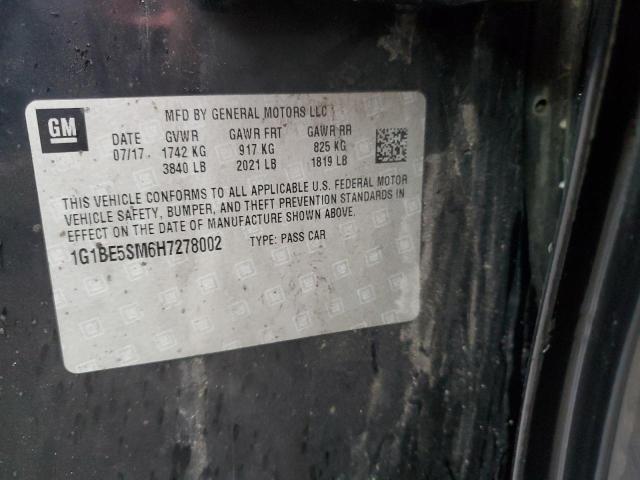 GM
MFD BY GENERAL MOTORS LLC
DATE GVWR GAWR FRT GAWR RR
07/17 1742 KG 917 KG 825 KG
3840 LB 2021 LB 1819 LB
THIS VEHICLE CONFORMS TO ALL APPLICABLE U.S. FEDERAL MOTOR
VEHICLE SAFETY, BUMPER, AND THEFT PREVENTION STANDARDS IN
EFFECT ON THE DATE OF MANUFACTURE SHOWN ABOVE.
1G1BE5SM6H7278002 TYPE: PASS CAR